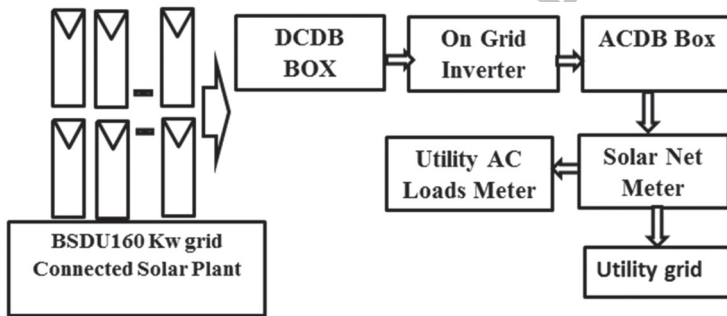 DCDB
BOX
On Grid
Inverter
ACDB Box
Utility AC
Loads Meter
Solar Net
Meter
BSDU160 Kw grid
Connected Solar Plant
Utility grid